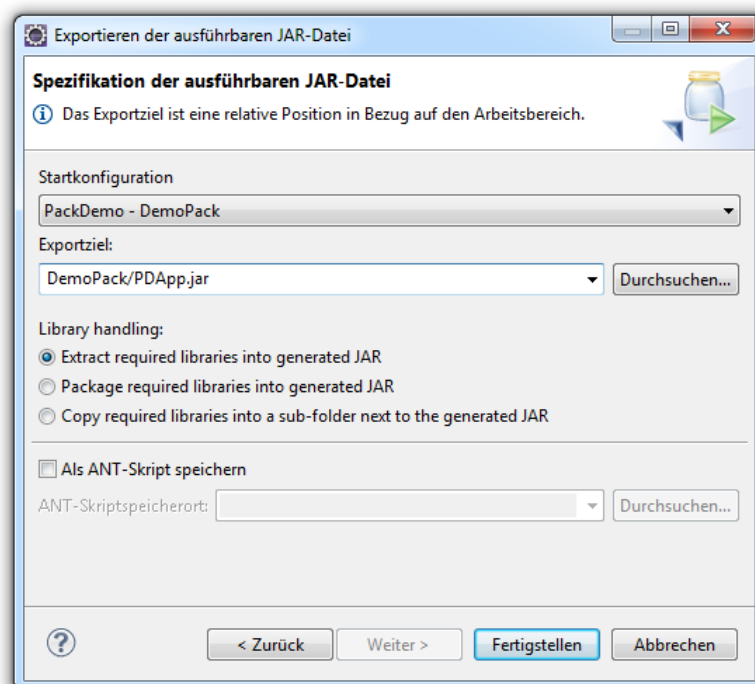 Exportieren der ausführbaren JAR-Datei
Spezifikation der ausführbaren JAR-Datei
Das Exportziel ist eine relative Position in Bezug auf den Arbeitsbereich.
Startkonfiguration
PackDemo - DemoPack
Exportziel:
DemoPack/PDApp.jar Durchsuchen...
Library handling:
Extract required libraries into generated JAR
Package required libraries into generated JAR
Copy required libraries into a sub-folder next to the generated JAR
Als ANT-Skript speichern
ANT-Skriptspeicherort: Durchsuchen...
? < Zurück Weiter > Fertigstellen Abbrechen